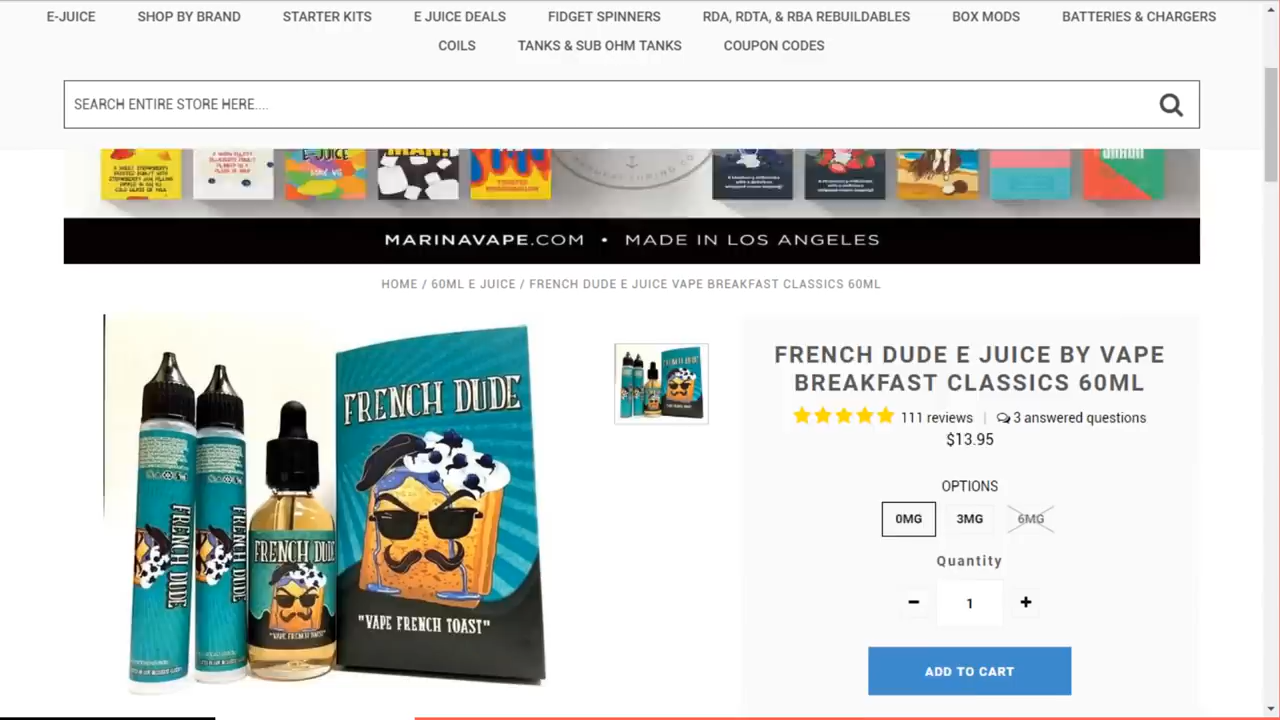 E-JUICE SHOP BY BRAND STARTER KITS E JUICE DEALS FIDGET SPINNERS RDA, RDTA, & RBA REBUILDABLES BOX MODS BATTERIES & CHARGERS
COILS TANKS & SUB OHM TANKS COUPON CODES
SEARCH ENTIRE STORE HERE....
E-JUICE
MARINAVAPE.COM • MADE IN LOS ANGELES
HOME / 60ML E JUICE / FRENCH DUDE E JUICE VAPE BREAKFAST CLASSICS 60ML
FRENCH DUDE
"VAPE FRENCH TOAST"
FRENCH DUDE
FRENCH DUDE
FRENCH DUDE
"VAPE FRENCH TOAST"
FRENCH DUDE E JUICE BY VAPE
BREAKFAST CLASSICS 60ML
111 reviews | 3 answered questions
$13.95
OPTIONS
0MG 3MG 6MG
Quantity
− 1 +
ADD TO CART